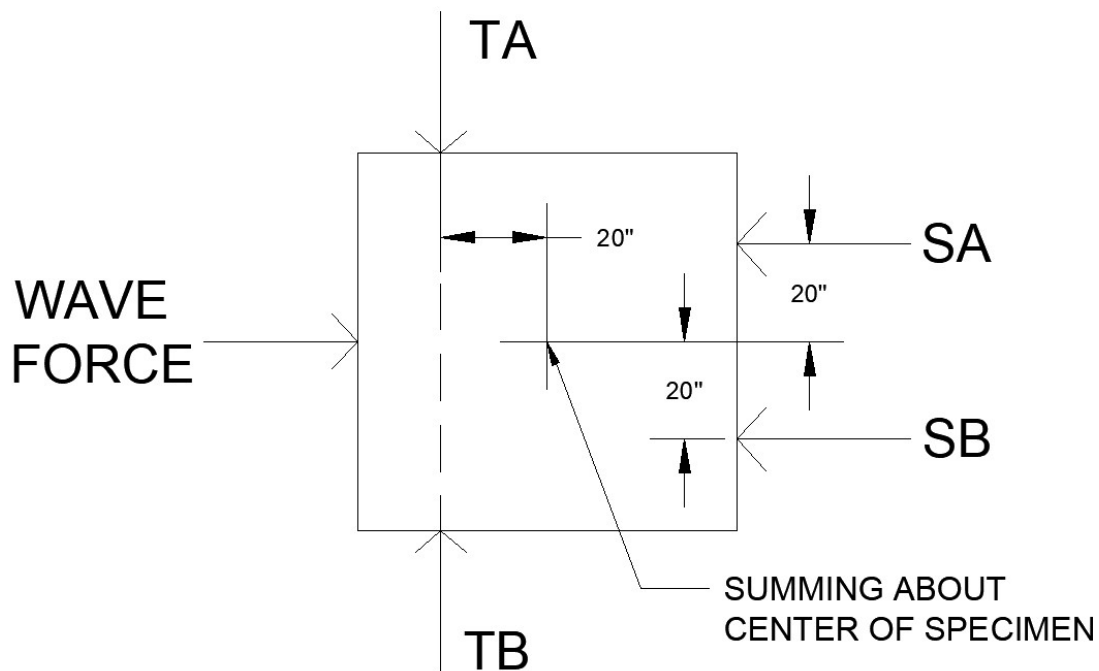 TA
20"
SA
WAVE
FORCE
20"
20"
SB
SUMMING ABOUT
CENTER OF SPECIMEN
TB